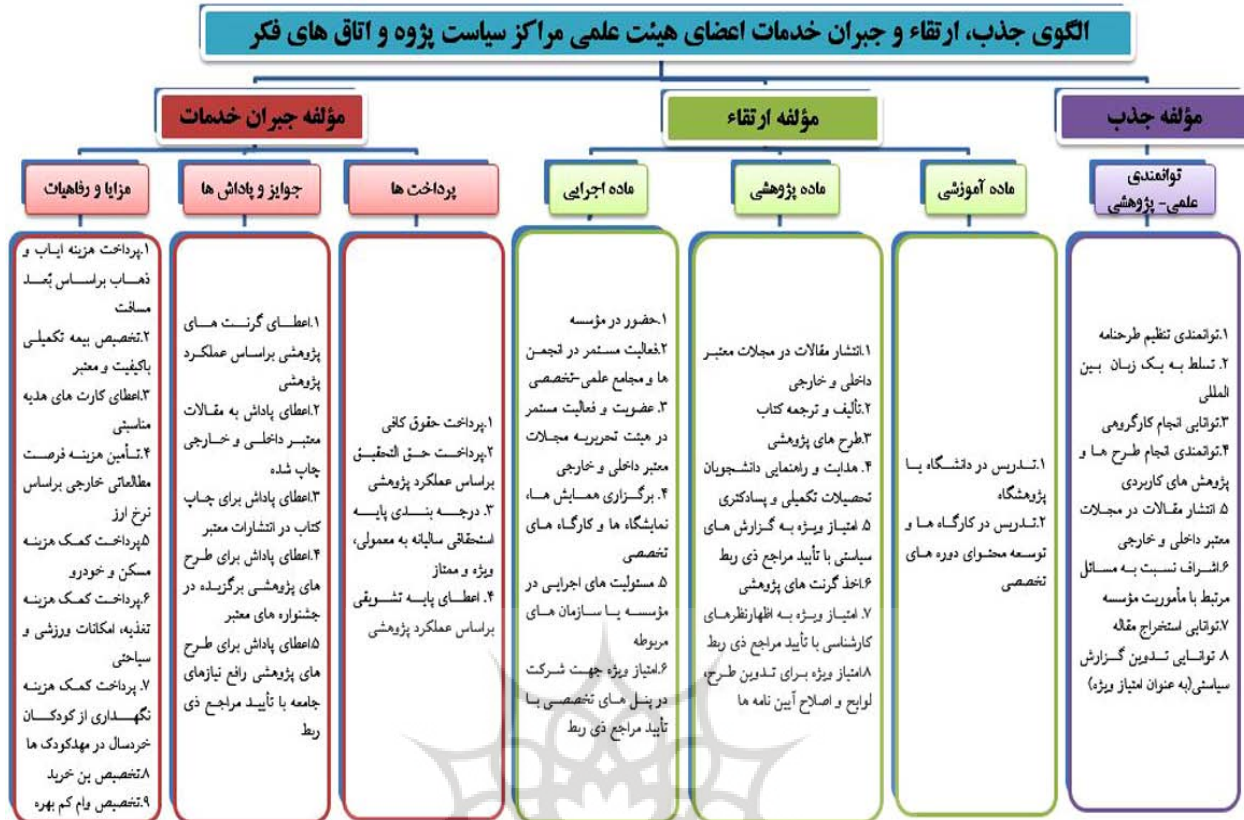 الگوی جذب، ارتقاء و جبران خدمات اعضای هیئت علمی مراکز سیاست پژوه و اتاق های فکر
مؤلفه جذب
توانمندی
علمی- پژوهشی
۱.توانمندی تنظیم طرحنامه
۲. تسلط به یک زبان بین
المللی
۳.توانایی انجام کارگروهی
۴.توانمندی انجام طرح ها و
پژوهش های کاربردی
۵. انتشار مقالات در مجلات
معتبر داخلی و خارجی
۶.اشراف نسبت به مسائل
مرتبط با مأموریت مؤسسه
۷.توانایی استخراج مقاله
۸. توانایی تدوین گزارش
سیاستی(به عنوان امتیاز ویژه)
مؤلفه ارتقاء
ماده آموزشی
۱.تدریس در دانشگاه یا
پژوهشگاه
۲.تدریس در کارگاه ها و
توسعه محتوای دوره های
تخصصی
ماده پژوهشی
۱.انتشار مقالات در مجلات معتبر
داخلی و خارجی
۲.تألیف و ترجمه کتاب
۳.طرح های پژوهشی
۴. هدایت و راهنمایی دانشجویان
تحصیلات تکمیلی و پسادکتری
۵. امتیاز ویژه به گزارش های
سیاستی با تأیید مراجع ذی ربط
۶.اخذ گرنت های پژوهشی
۷. امتیاز ویژه به اظهارنظرهای
کارشناسی با تأیید مراجع ذی ربط
۸.امتیاز ویژه برای تدوین طرح،
لوایح و اصلاح آیین نامه ها
ماده اجرایی
۱.حضور در مؤسسه
۲.فعالیت مستمر در انجمن
ها و مجامع علمی-تخصصی
۳. عضویت و فعالیت مستمر
در هیئت تحریریه مجلات
معتبر داخلی و خارجی
۴. برگزاری همایش ها،
نمایشگاه ها و کارگاه های
تخصصی
۵. مسئولیت های اجرایی در
مؤسسه یا سازمان های
مربوطه
۶.امتیاز ویژه جهت شرکت
در پنل های تخصصی با
تأیید مراجع ذی ربط
مؤلفه جبران خدمات
پرداخت ها
۱.پرداخت حقوق کافی
۲.پرداخت حق التحقیق
براساس عملکرد پژوهشی
۳. درجه بندی پایه
استحقاقی سالیانه به معمولی،
ویژه و ممتاز
۴. اعطای پایه تشویقی
براساس عملکرد پژوهشی
جوایز و پاداش ها
۱.اعطای گرنت های
پژوهشی براساس عملکرد
پژوهشی
۲.اعطای پاداش به مقالات
معتبر داخلی و خارجی
چاپ شده
۳.اعطای پاداش برای چاپ
کتاب در انتشارات معتبر
۴.اعطای پاداش برای طرح
های پژوهشی برگزیده در
جشنواره های معتبر
۵.اعطای پاداش برای طرح
های پژوهشی رافع نیازهای
جامعه با تأیید مراجع ذی
ربط
مزایا و رفاهیات
۱.پرداخت هزینه ایاب و
ذهاب براساس بُعد
مسافت
۲.تخصیص بیمه تکمیلی
باکیفیت و معتبر
۳.اعطای کارت های هدیه
مناسبتی
۴.تأمین هزینه فرصت
مطالعاتی خارجی براساس
نرخ ارز
۵.پرداخت کمک هزینه
مسکن و خودرو
۶.پرداخت کمک هزینه
تغذیه، امکانات ورزشی و
سیاحتی
۷. پرداخت کمک هزینه
نگهداری از کودکان
خردسال در مهدکودک ها
۸.تخصیص بن خرید
۹.تخصیص وام کم بهره